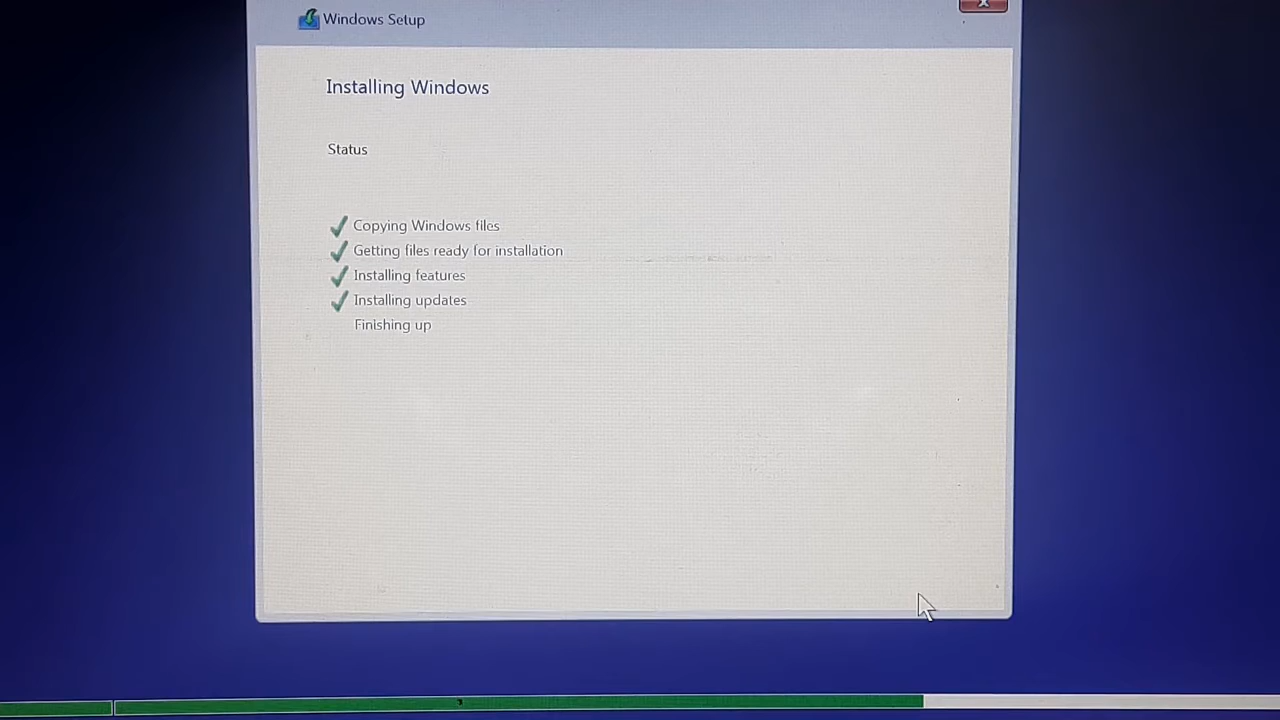 Windows Setup
Installing Windows
Status
Copying Windows files
Getting files ready for installation
Installing features
Installing updates
Finishing up